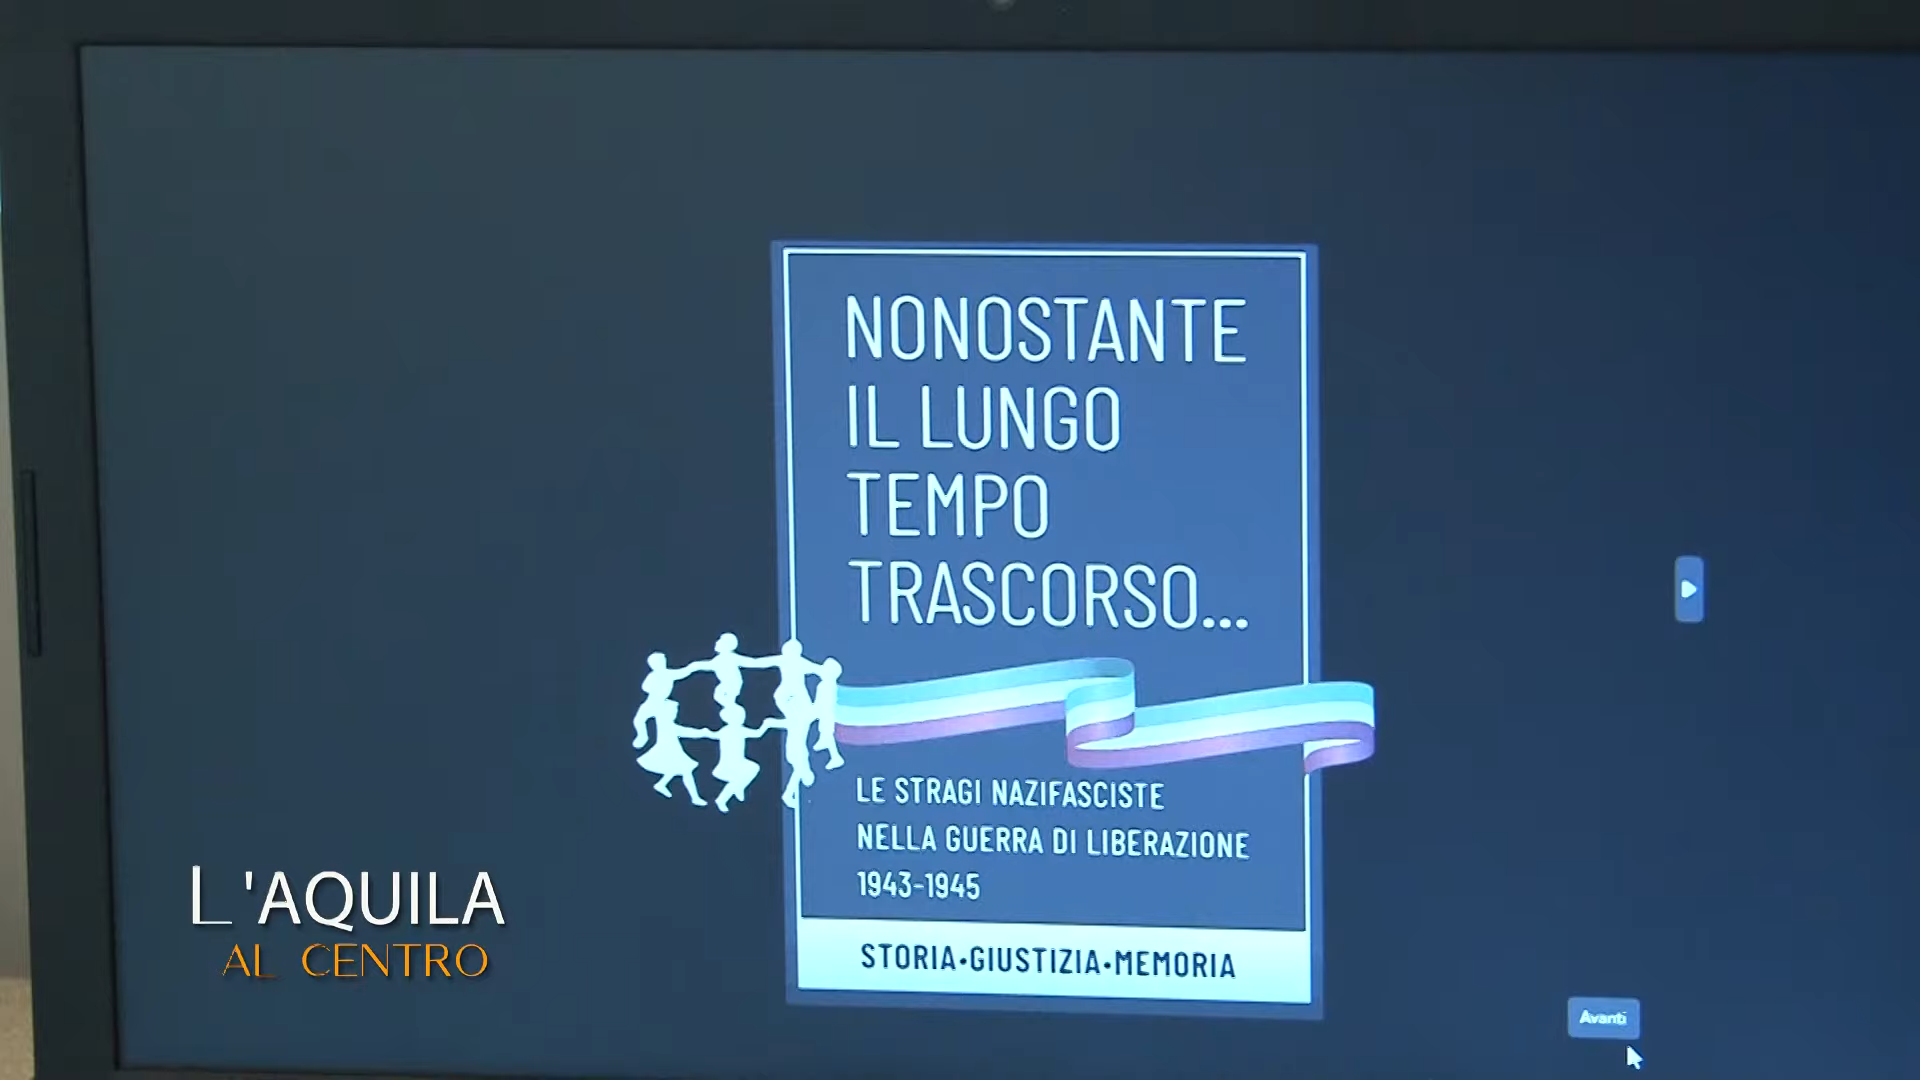 NONOSTANTE
IL LUNGO
TEMPO
TRASCORSO...
LE STRAGI NAZIFASCISTE
NELLA GUERRA DI LIBERAZIONE
1943-1945
STORIA•GIUSTIZIA•MEMORIA
L'AQUILA
AL CENTRO
Avanti